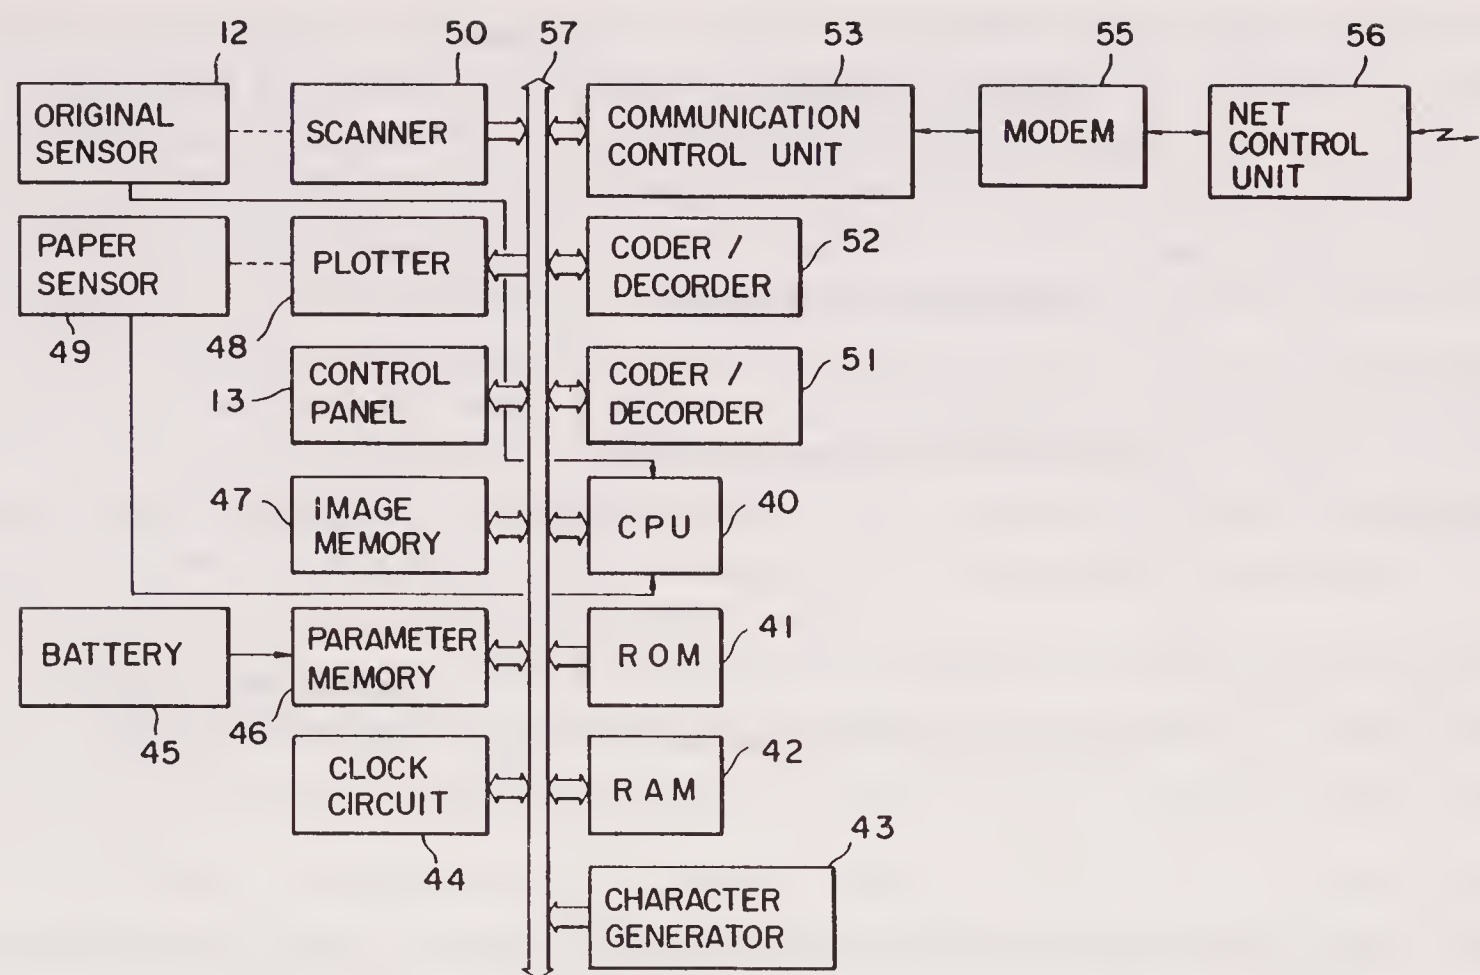 12
50
57
53
55
56
ORIGINAL
SENSOR
SCANNER
COMMUNICATION
CONTROL UNIT
MODEM
NET
CONTROL
UNIT
PAPER
SENSOR
49
PLOTTER
48
CODER /
DECORDER
52
CONTROL
PANEL
13
CODER /
DECORDER
51
47
IMAGE
MEMORY
CPU
40
BATTERY
45
PARAMETER
MEMORY
46
ROM
41
CLOCK
CIRCUIT
44
RAM
42
43
CHARACTER
GENERATOR